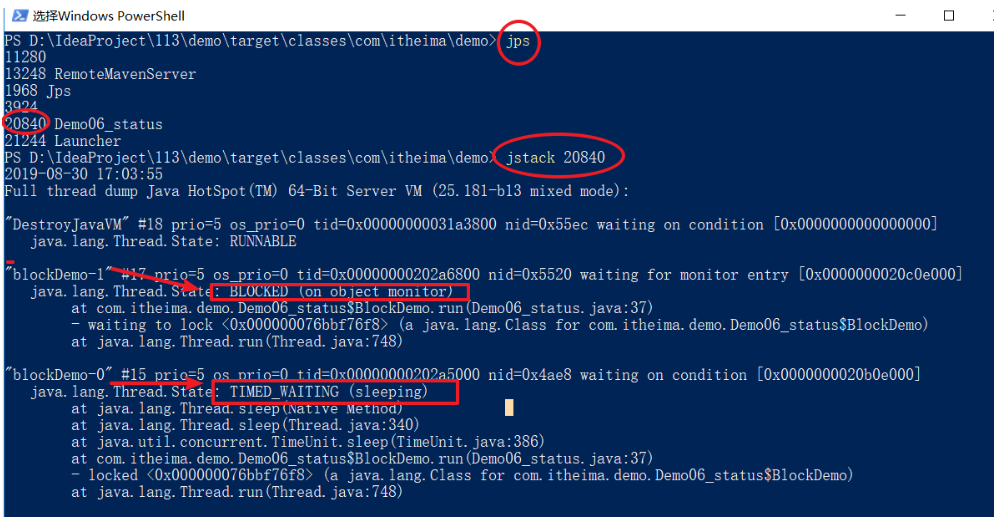 选择Windows PowerShell
PS D:\IdeaProject\113\demo\target\classes\com\itheima\demo> jps
11280
13248 RemoteMavenServer
1968 Jps
3924
20840 Demo06_status
21244 Launcher
PS D:\IdeaProject\113\demo\target\classes\com\itheima\demo> jstack 20840
2019-08-30 17:03:55
Full thread dump Java HotSpot(TM) 64-Bit Server VM (25.181-b13 mixed mode):
"DestroyJavaVM" #18 prio=5 os_prio=0 tid=0x00000000031a3800 nid=0x55ec waiting on condition [0x0000000000000000]
java.lang.Thread.State: RUNNABLE
"blockDemo-1" #17 prio=5 os_prio=0 tid=0x00000000202a6800 nid=0x5520 waiting for monitor entry [0x0000000020c0e000]
java.lang.Thread.State: BLOCKED (on object monitor)
at com.itheima.demo.Demo06_status$BlockDemo.run(Demo06_status.java:37)
- waiting to lock <0x000000076bbf76f8> (a java.lang.Class for com.itheima.demo.Demo06_status$BlockDemo)
at java.lang.Thread.run(Thread.java:748)
"blockDemo-0" #15 prio=5 os_prio=0 tid=0x00000000202a5000 nid=0x4ae8 waiting on condition [0x0000000020b0e000]
java.lang.Thread.State: TIMED_WAITING (sleeping)
at java.lang.Thread.sleep(Native Method)
at java.lang.Thread.sleep(Thread.java:340)
at java.util.concurrent.TimeUnit.sleep(TimeUnit.java:386)
at com.itheima.demo.Demo06_status$BlockDemo.run(Demo06_status.java:37)
- locked <0x000000076bbf76f8> (a java.lang.Class for com.itheima.demo.Demo06_status$BlockDemo)
at java.lang.Thread.run(Thread.java:748)